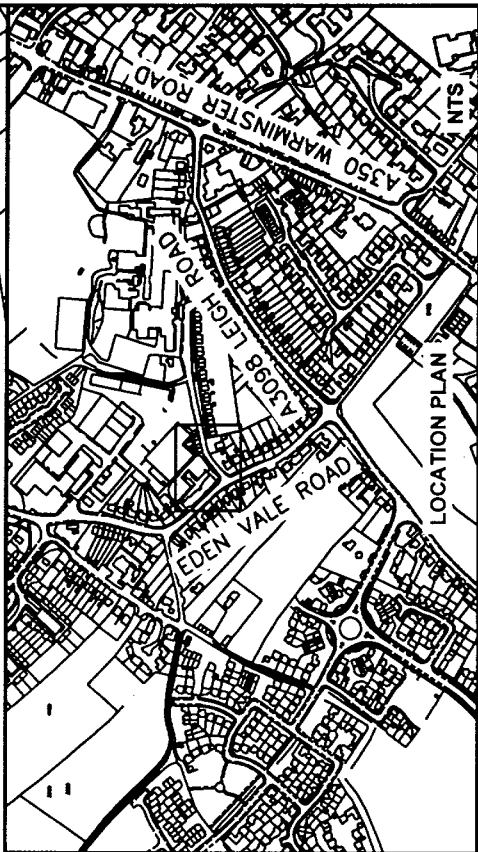 A350 WARMINSTER ROAD
A3098 LEIGH ROAD
EDEN VALE ROAD
LOCATION PLAN
NTS